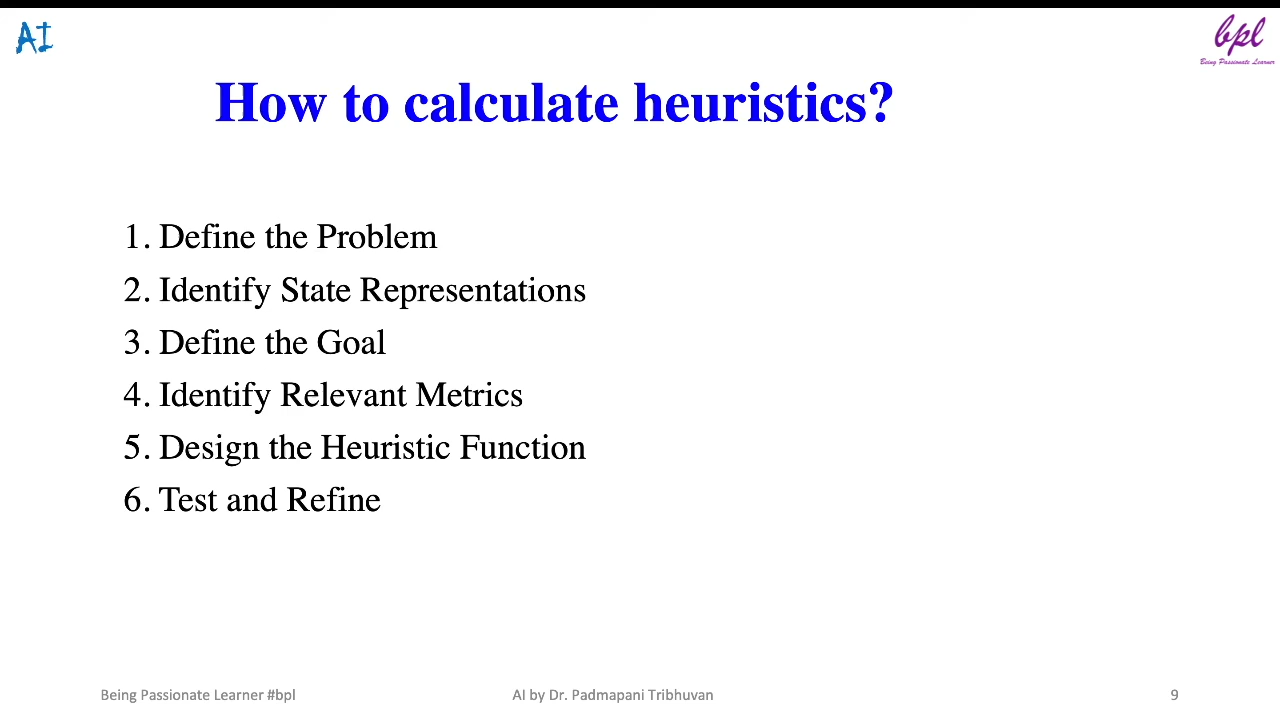 AI
bpl
Being Passionate Learner
How to calculate heuristics?
1. Define the Problem
2. Identify State Representations
3. Define the Goal
4. Identify Relevant Metrics
5. Design the Heuristic Function
6. Test and Refine
Being Passionate Learner #bpl
AI by Dr. Padmapani Tribhuvan
9